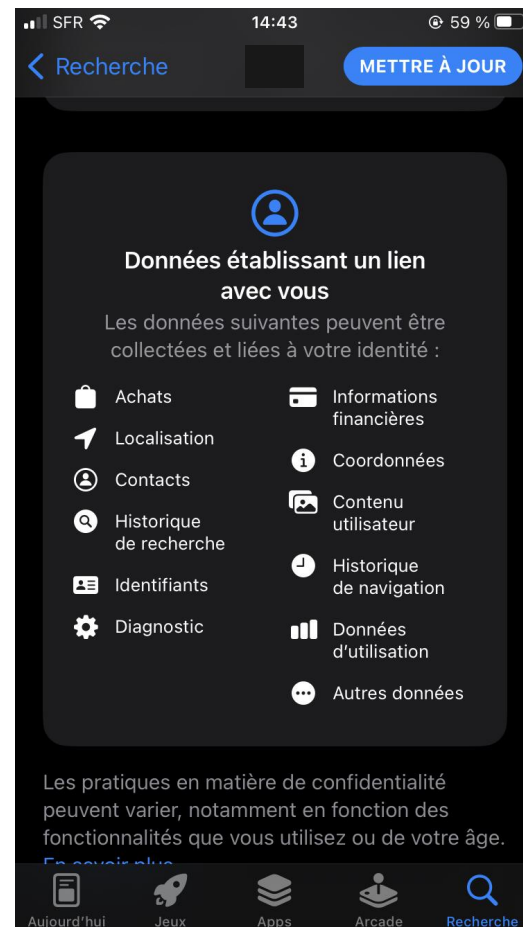 SFR 14:43 59 %
Recherche METTRE À JOUR
Données établissant un lien
avec vous
Les données suivantes peuvent être
collectées et liées à votre identité :
Achats
Localisation
Contacts
Historique
de recherche
Identifiants
Diagnostic
Informations
financières
Coordonnées
Contenu
utilisateur
Historique
de navigation
Données
d'utilisation
Autres données
Les pratiques en matière de confidentialité
peuvent varier, notamment en fonction des
fonctionnalités que vous utilisez ou de votre âge.
En savoir plus
Aujourd'hui Jeux Apps Arcade Recherche